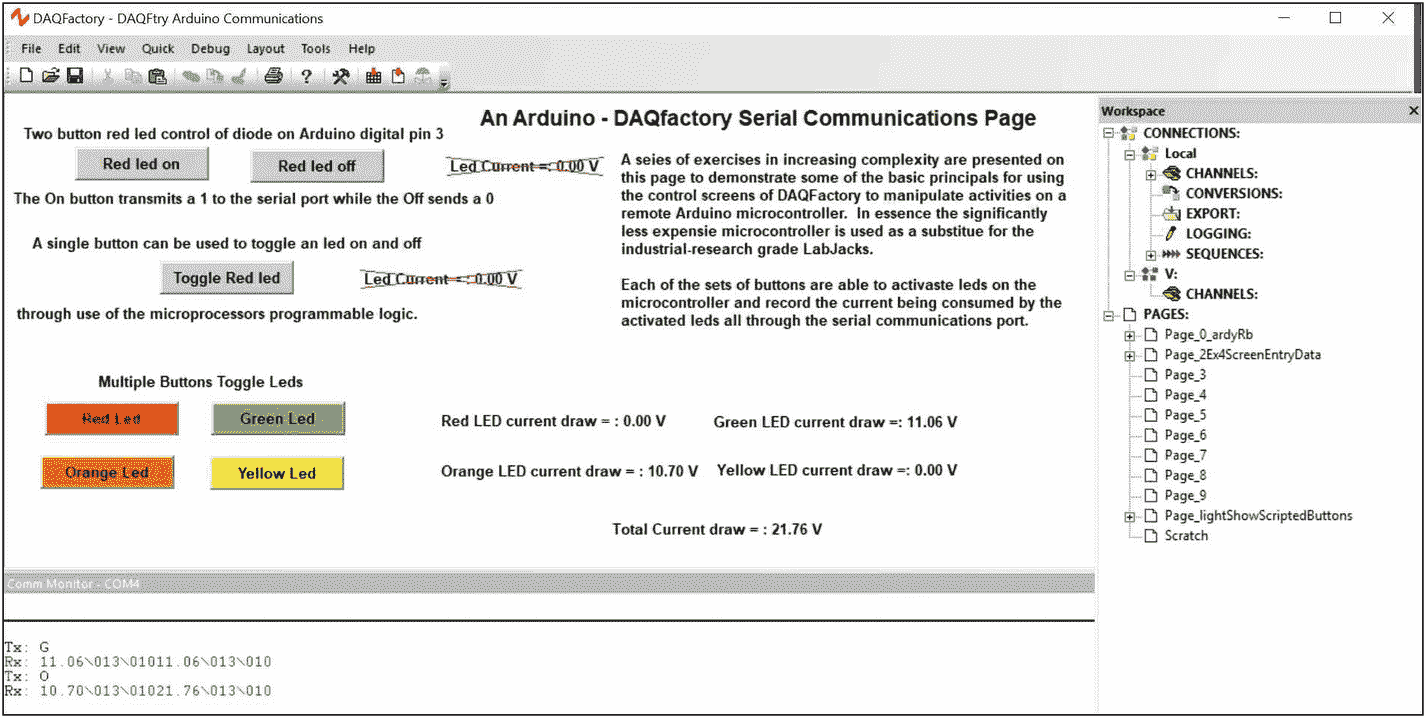 DAQFactory - DAQFtry Arduino Communications
File Edit View Quick Debug Layout Tools Help
An Arduino - DAQfactory Serial Communications Page
Two button red led control of diode on Arduino digital pin 3
Red led on
Red led off
Led Current =: 0.00 V
The On button transmits a 1 to the serial port while the Off sends a 0
A single button can be used to toggle an led on and off
Toggle Red led
Led Current = : 0.00 V
through use of the microprocessors programmable logic.
A seies of exercises in increasing complexity are presented on
this page to demonstrate some of the basic principals for using
the control screens of DAQFactory to manipulate activities on a
remote Arduino microcontroller. In essence the significantly
less expensie microcontroller is used as a substitue for the
industrial-research grade LabJacks.
Each of the sets of buttons are able to activaste leds on the
microcontroller and record the current being consumed by the
activated leds all through the serial communications port.
Multiple Buttons Toggle Leds
Red Led
Green Led
Orange Led
Yellow Led
Red LED current draw = : 0.00 V
Green LED current draw =: 11.06 V
Orange LED current draw = : 10.70 V
Yellow LED current draw =: 0.00 V
Total Current draw = : 21.76 V
Comm Monitor - COM4
Tx: G
Rx: 11.06\013\01011.06\013\010
Tx: O
Rx: 10.70\013\01021.76\013\010
Workspace
CONNECTIONS:
Local
CHANNELS:
CONVERSIONS:
EXPORT:
LOGGING:
SEQUENCES:
V:
CHANNELS:
PAGES:
Page_0_ardyRb
Page_2Ex4ScreenEntryData
Page_3
Page_4
Page_5
Page_6
Page_7
Page_8
Page_9
Page_lightShowScriptedButtons
Scratch